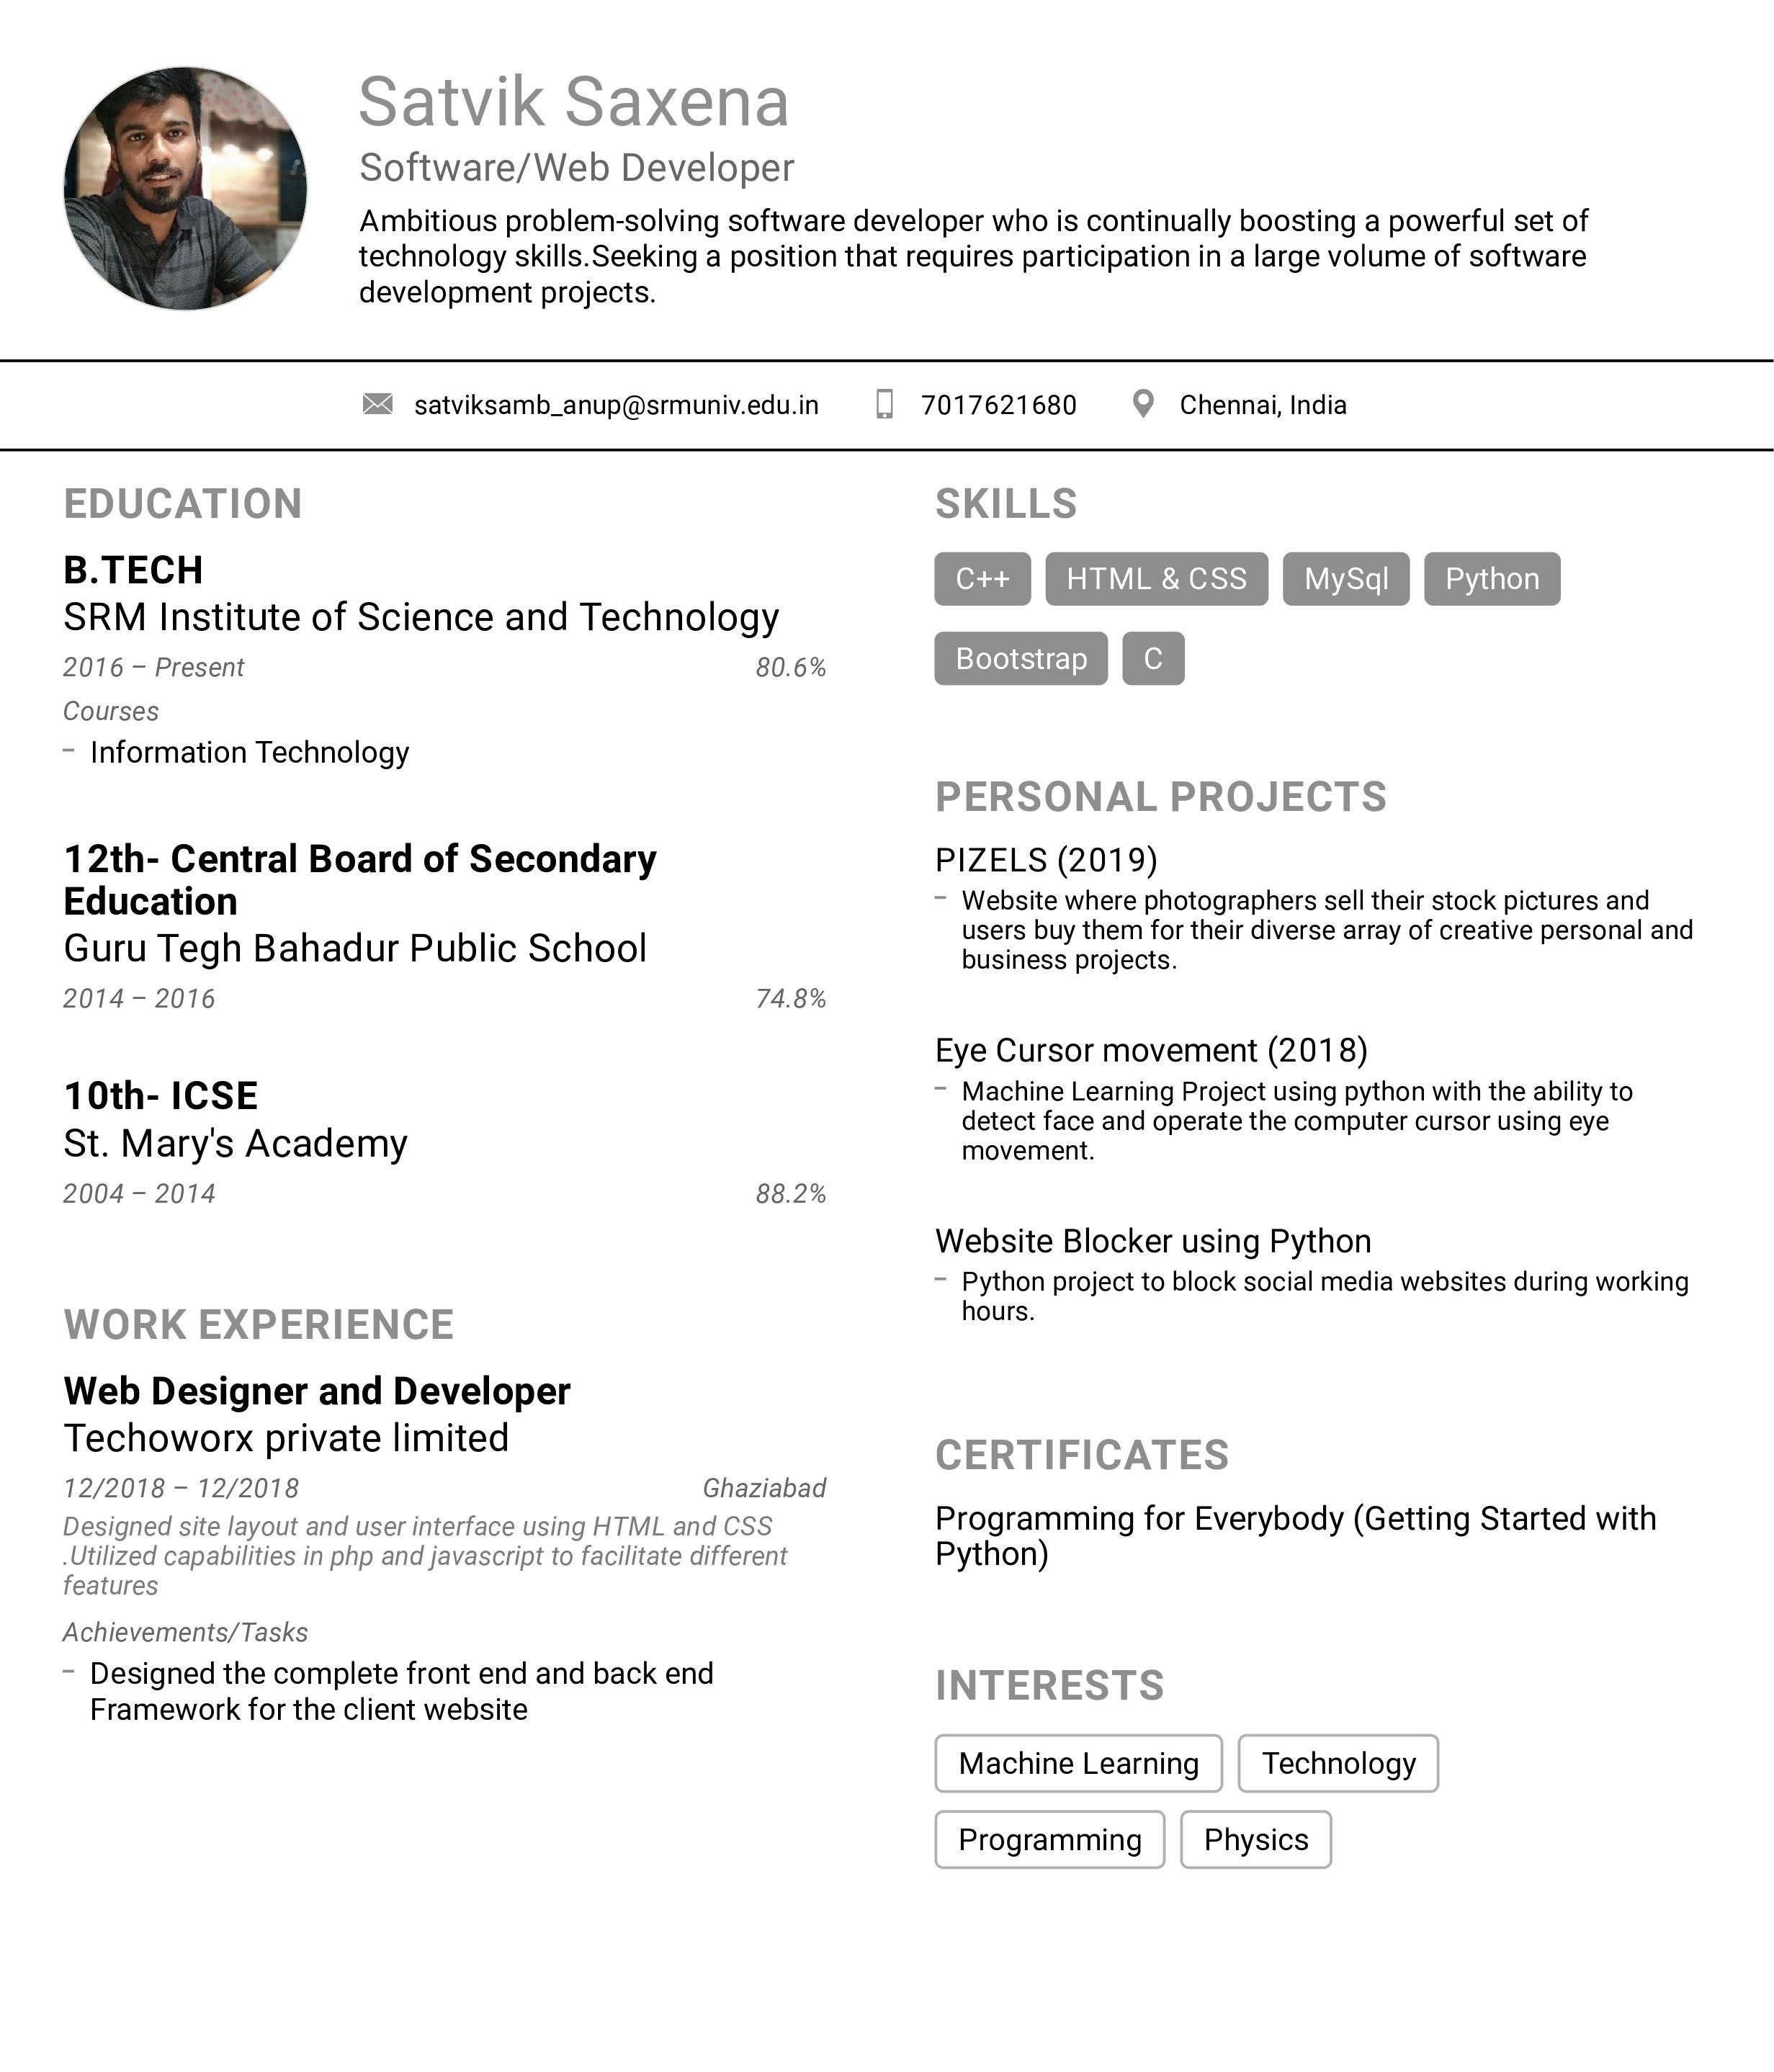 Satvik Saxena
Software/Web Developer
Ambitious problem-solving software developer who is continually boosting a powerful set of
technology skills.Seeking a position that requires participation in a large volume of software
development projects.
satviksamb_anup@srmuniv.edu.in
7017621680
Chennai, India
EDUCATION
B.TECH
SRM Institute of Science and Technology
2016 – Present 80.6%
Courses
– Information Technology
12th- Central Board of Secondary
Education
Guru Tegh Bahadur Public School
2014 – 2016 74.8%
10th- ICSE
St. Mary's Academy
2004 – 2014 88.2%
WORK EXPERIENCE
Web Designer and Developer
Techoworx private limited
12/2018 – 12/2018 Ghaziabad
Designed site layout and user interface using HTML and CSS
.Utilized capabilities in php and javascript to facilitate different
features
Achievements/Tasks
– Designed the complete front end and back end
Framework for the client website
SKILLS
C++ HTML & CSS MySql Python
Bootstrap C
PERSONAL PROJECTS
PIZELS (2019)
– Website where photographers sell their stock pictures and
users buy them for their diverse array of creative personal and
business projects.
Eye Cursor movement (2018)
– Machine Learning Project using python with the ability to
detect face and operate the computer cursor using eye
movement.
Website Blocker using Python
– Python project to block social media websites during working
hours.
CERTIFICATES
Programming for Everybody (Getting Started with
Python)
INTERESTS
Machine Learning Technology
Programming Physics